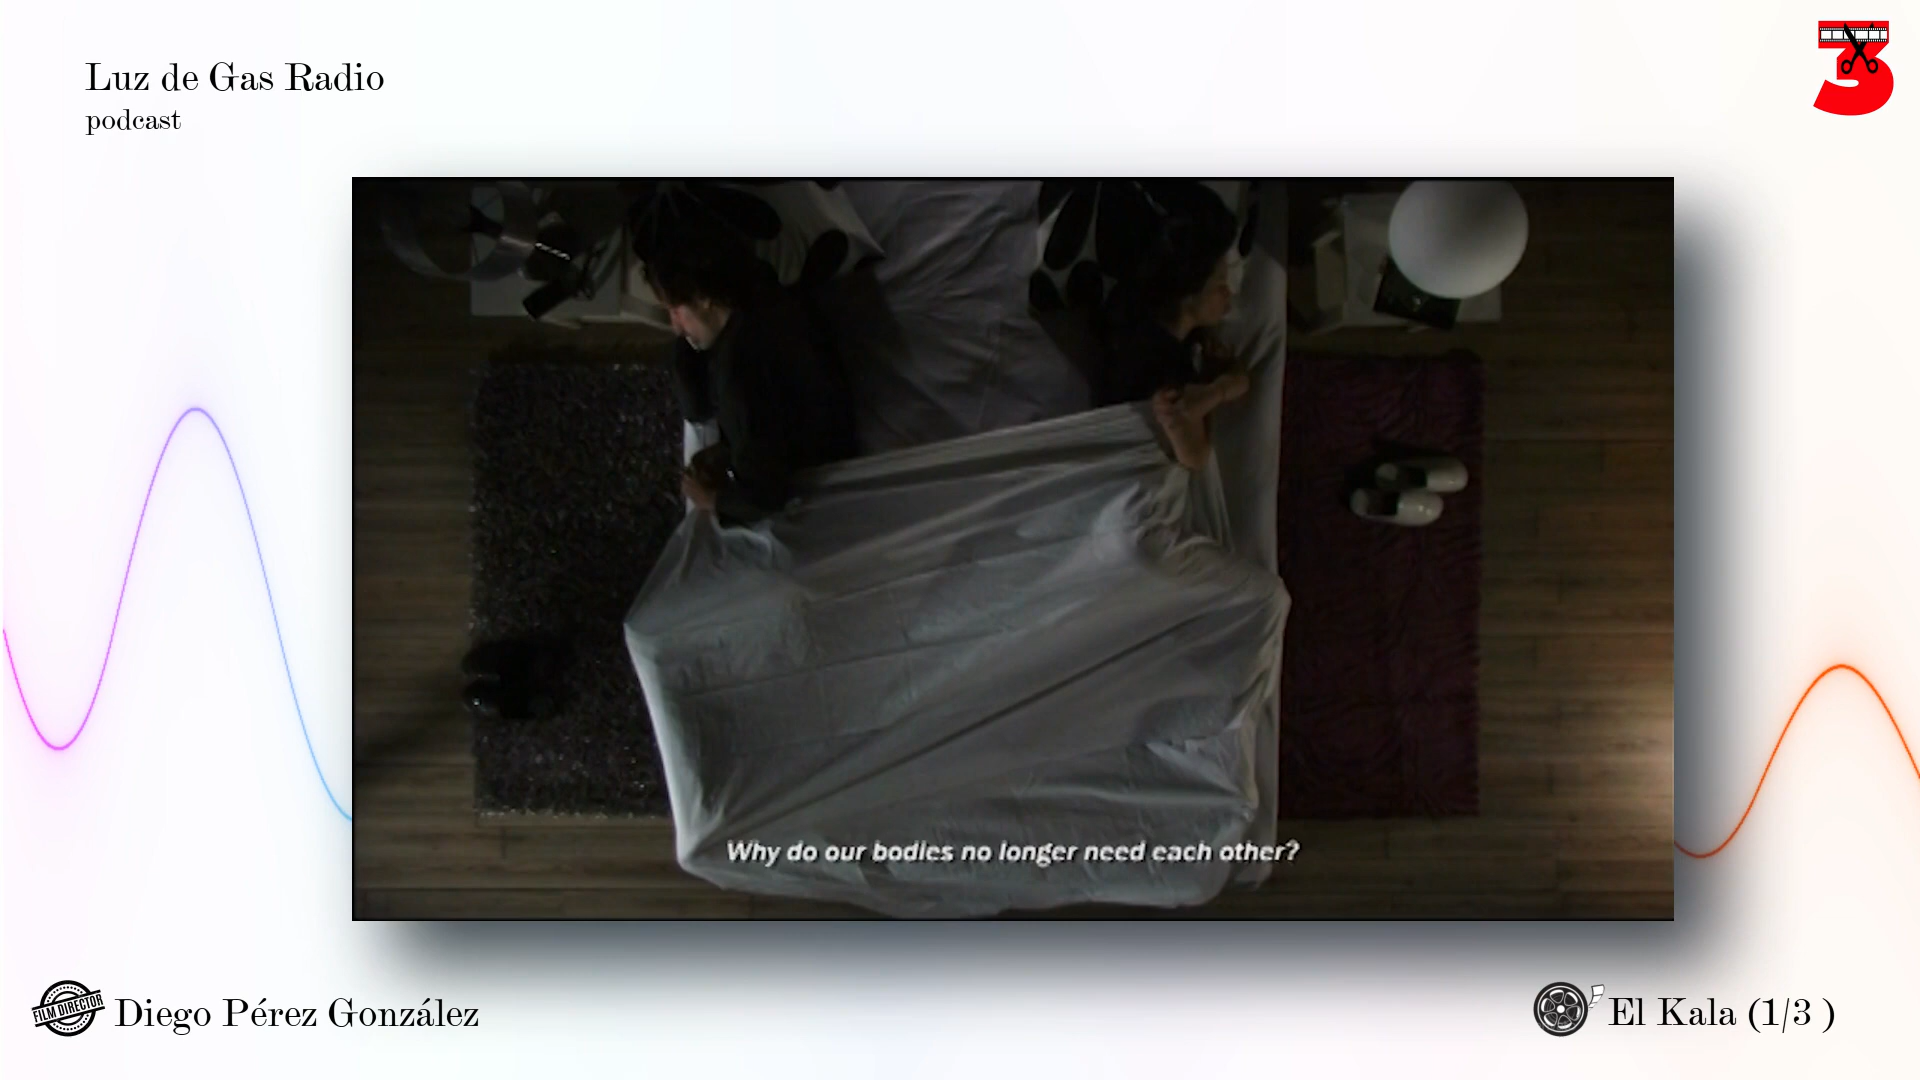 Luz de Gas Radio
podcast
3
Why do our bodies no longer need each other?
FILM DIRECTOR
Diego Pérez González
El Kala (1/3 )